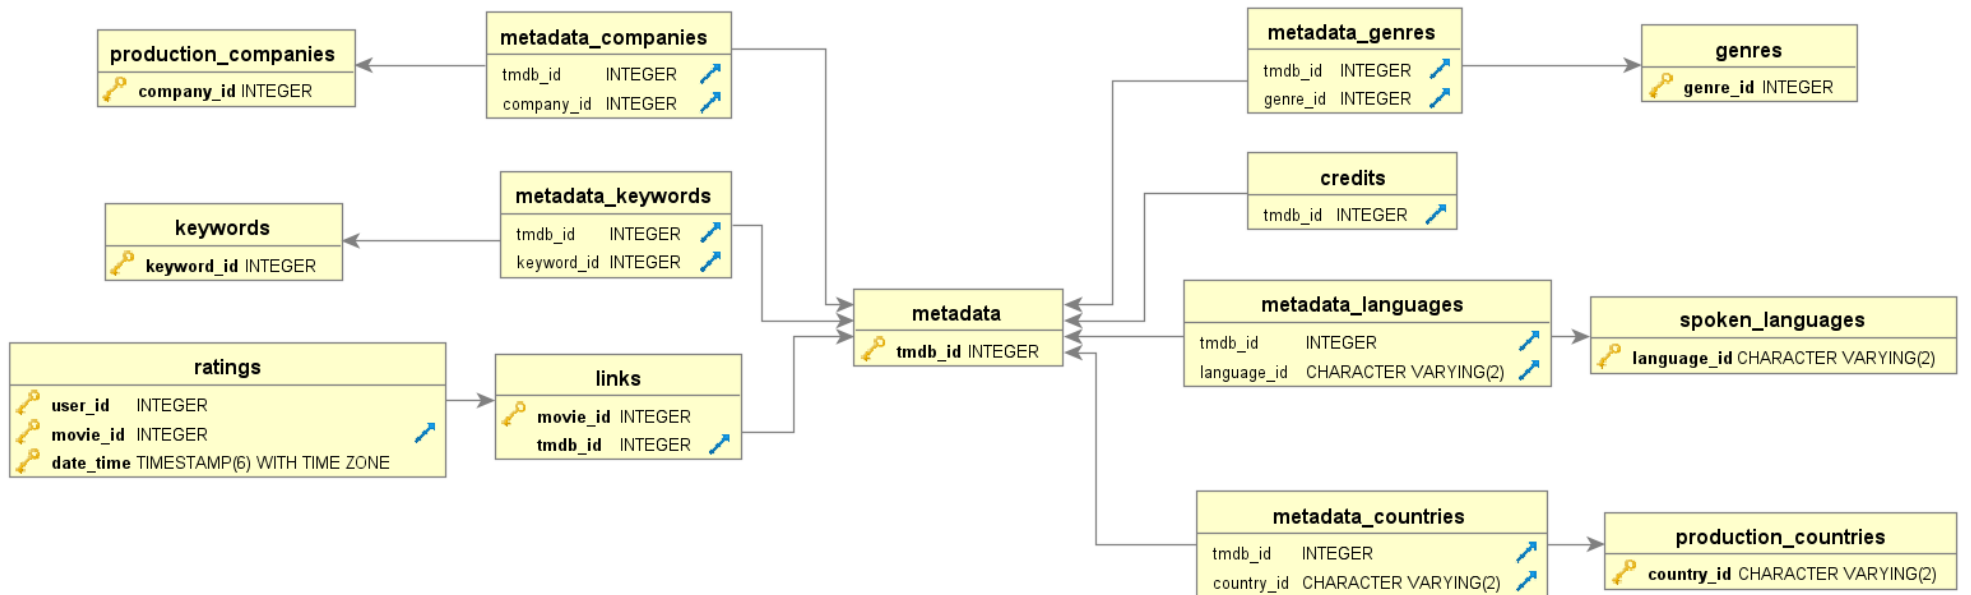 production_companies
company_id INTEGER
metadata_companies
tmdb_id INTEGER
company_id INTEGER
metadata_genres
tmdb_id INTEGER
genre_id INTEGER
genres
genre_id INTEGER
keywords
keyword_id INTEGER
metadata_keywords
tmdb_id INTEGER
keyword_id INTEGER
credits
tmdb_id INTEGER
ratings
user_id INTEGER
movie_id INTEGER
date_time TIMESTAMP(6) WITH TIME ZONE
links
movie_id INTEGER
tmdb_id INTEGER
metadata
tmdb_id INTEGER
metadata_languages
tmdb_id INTEGER
language_id CHARACTER VARYING(2)
spoken_languages
language_id CHARACTER VARYING(2)
metadata_countries
tmdb_id INTEGER
country_id CHARACTER VARYING(2)
production_countries
country_id CHARACTER VARYING(2)